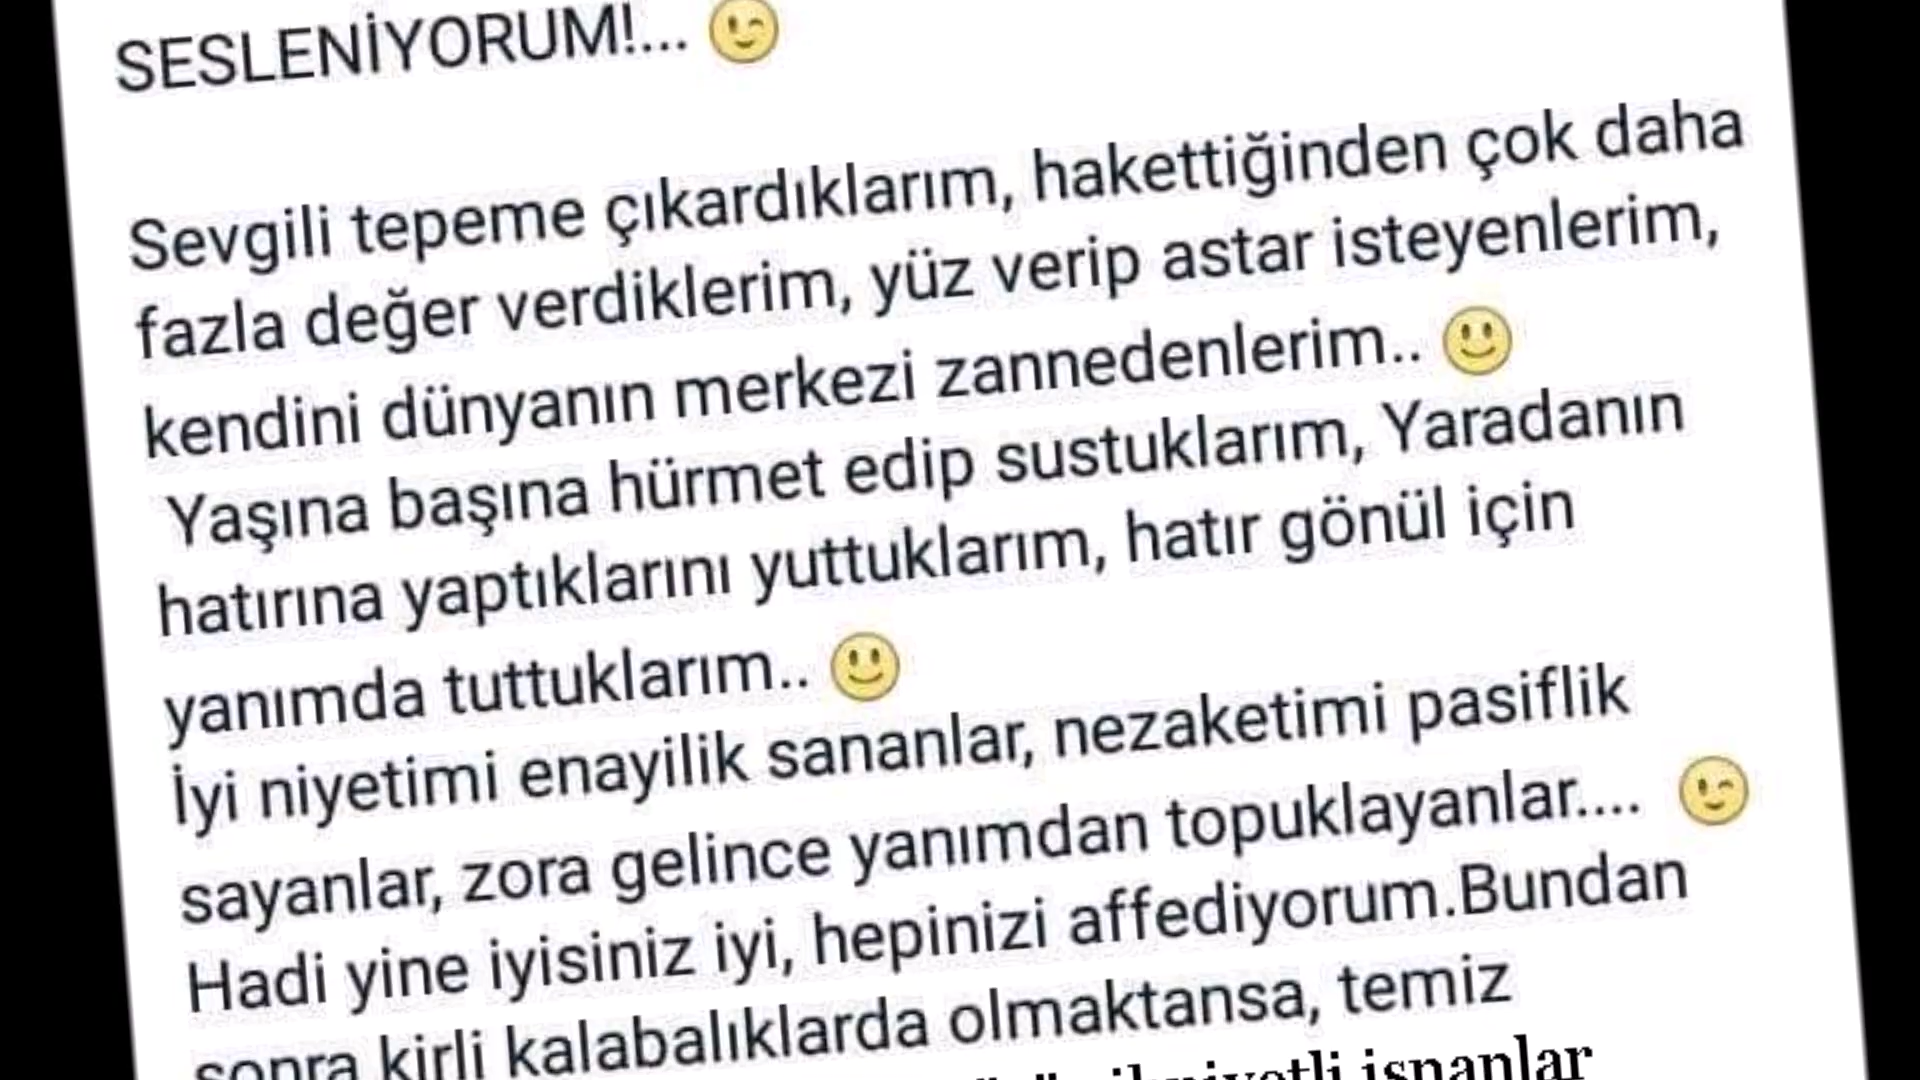 SESLENİYORUM!... 😉
Sevgili tepeme çıkardıklarım, hakettiğinden çok daha
fazla değer verdiklerim, yüz verip astar isteyenlerim,
kendini dünyanın merkezi zannedenlerim.. 🙂
Yaşına başına hürmet edip sustuklarım, Yaradanın
hatırına yaptıklarını yuttuklarım, hatır gönül için
yanımda tuttuklarım.. 🙂
İyi niyetimi enayilik sananlar, nezaketimi pasiflik
sayanlar, zora gelince yanımdan topuklayanlar.... 😉
Hadi yine iyisiniz iyi, hepinizi affediyorum.Bundan
sonra kirli kalabalıklarda olmaktansa, temiz
isnanlar